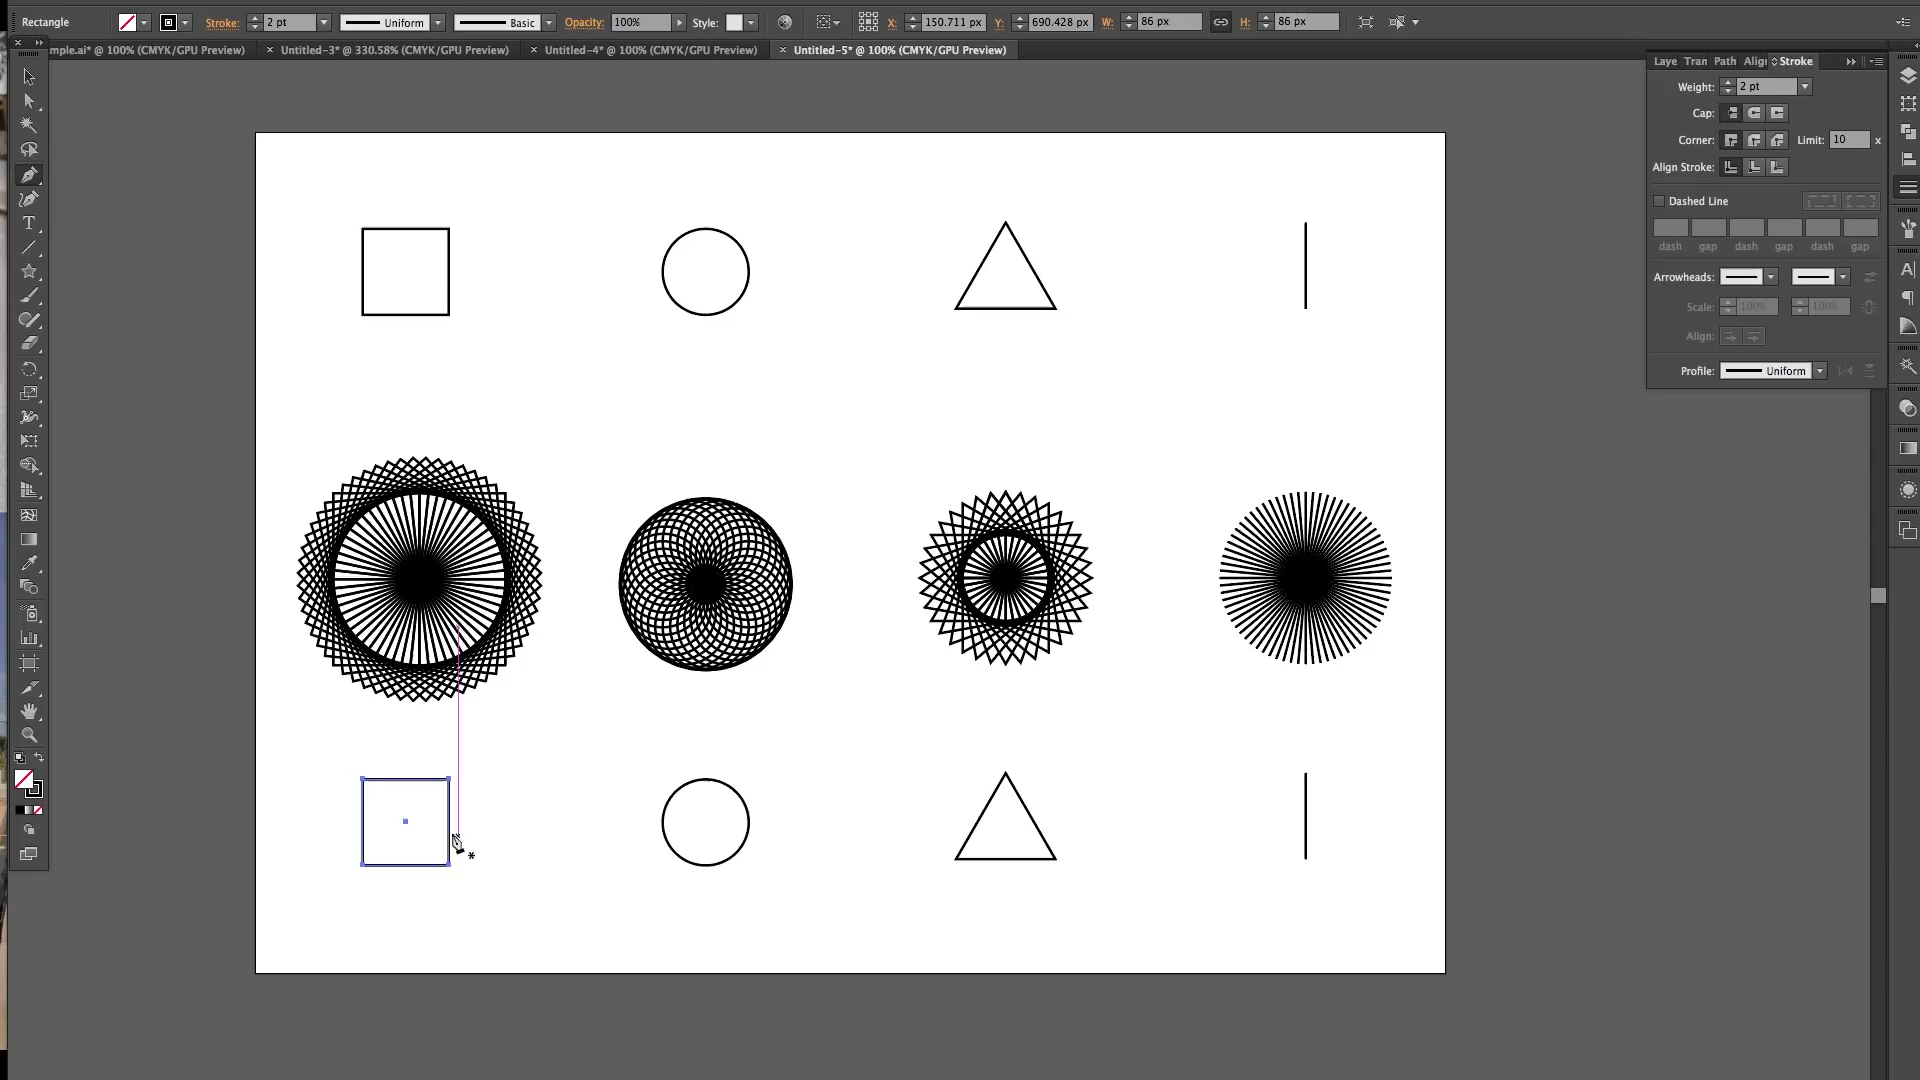 Rectangle Stroke: 2 pt Uniform Basic Opacity: 100% Style: X: 150.711 px Y: 690.428 px W: 86 px H: 86 px
mple.ai* @ 100% (CMYK/GPU Preview) × Untitled-3* @ 330.58% (CMYK/GPU Preview) × Untitled-4* @ 100% (CMYK/GPU Preview) × Untitled-5* @ 100% (CMYK/GPU Preview)
Laye Tran Path Alig Stroke
Weight: 2 pt
Cap:
Corner: Limit: 10 x
Align Stroke:
Dashed Line
dash gap dash gap dash gap
Arrowheads:
Scale: 100% 100%
Align:
Profile: Uniform